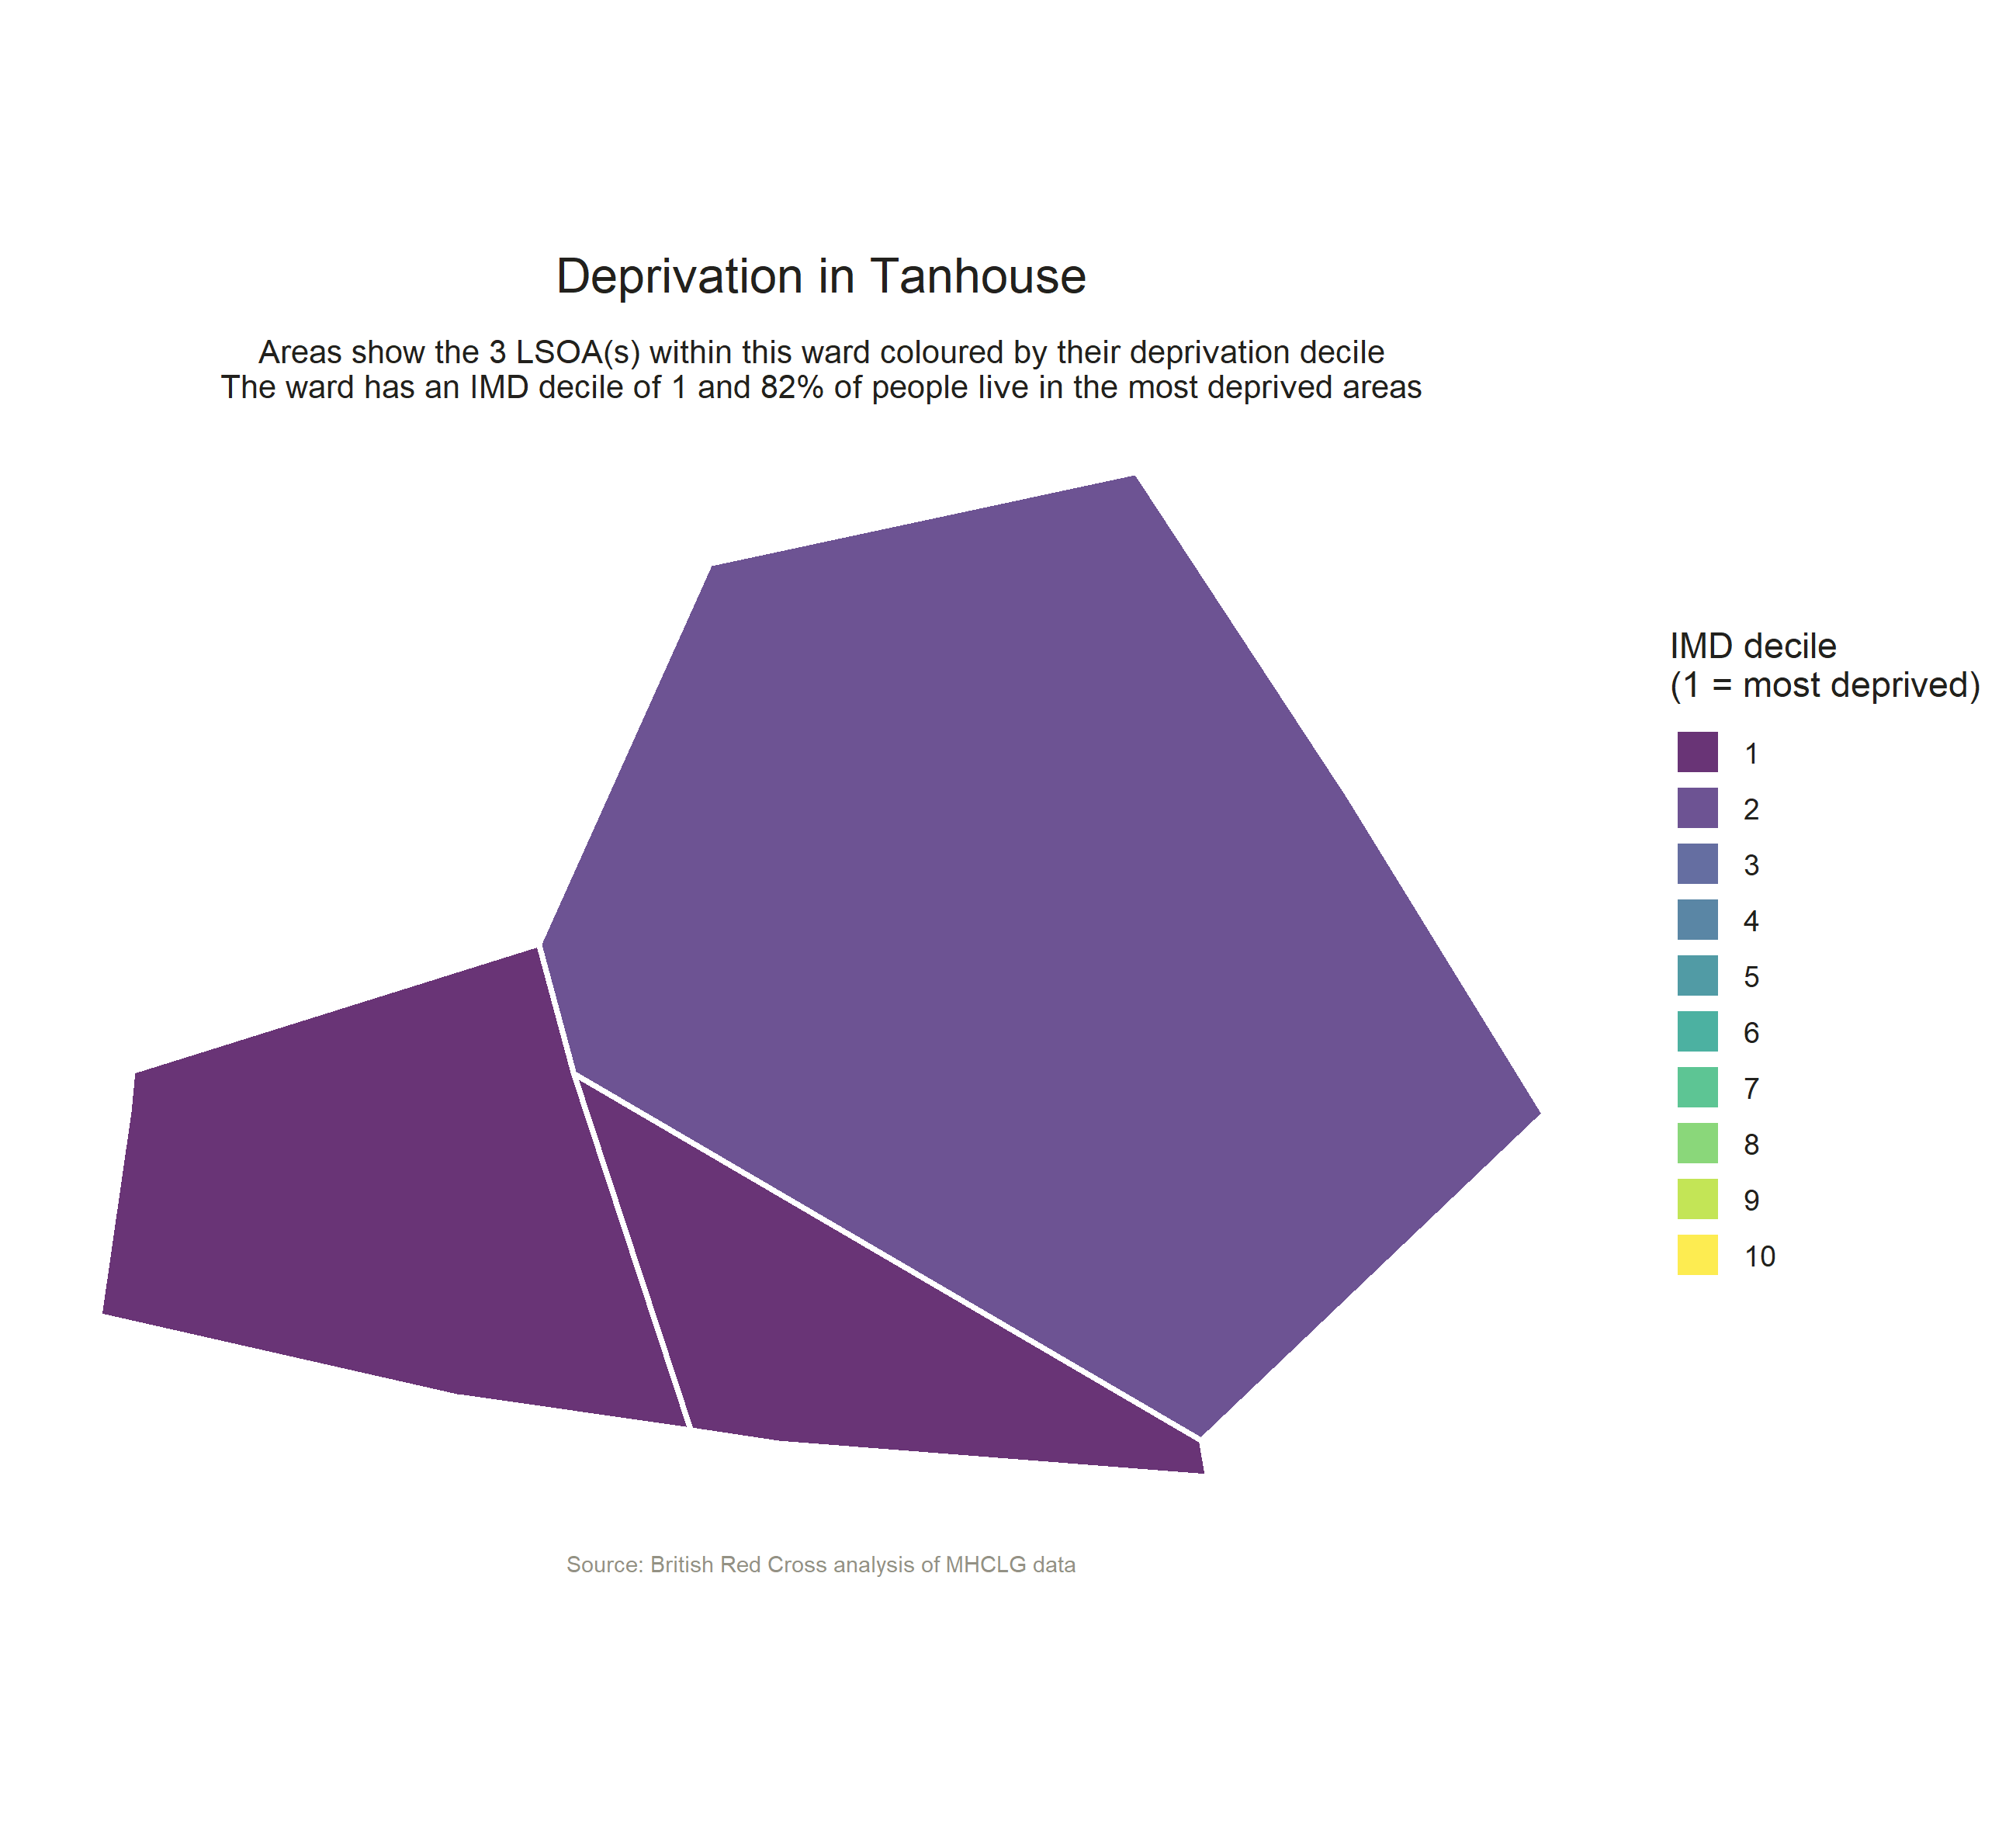 Deprivation in Tanhouse
Areas show the 3 LSOA(s) within this ward coloured by their deprivation decile
The ward has an IMD decile of 1 and 82% of people live in the most deprived areas
IMD decile
(1 = most deprived)
1
2
3
4
5
6
7
8
9
10
Source: British Red Cross analysis of MHCLG data